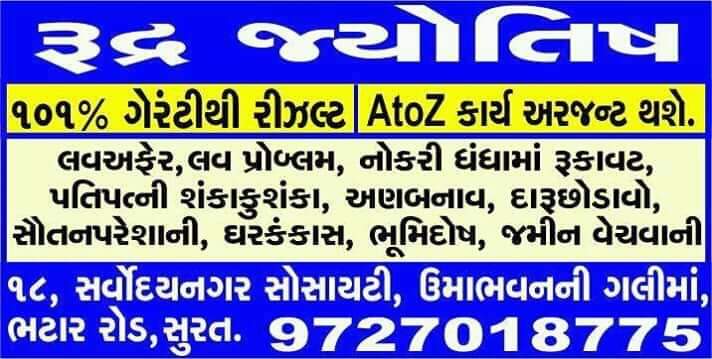 રૂદ્ર જ્યોતિષ
૧૦૧% ગેરંટીથી રીઝલ્ટ AtoZ કાર્ય અરજન્ટ થશે.
લવઅફેર,લવ પ્રોબ્લમ, નોકરી ધંધામાં રૂકાવટ,
પતિપત્ની શંકાકુશંકા, અણબનાવ, દારૂછોડાવો,
સૌતનપરેશાની, ઘરકંકાસ, ભૂમિદોષ, જમીન વેચવાની
૧૮, સર્વોદયનગર સોસાયટી, ઉમાભવનની ગલીમાં,
ભટાર રોડ,સુરત. 9727018775